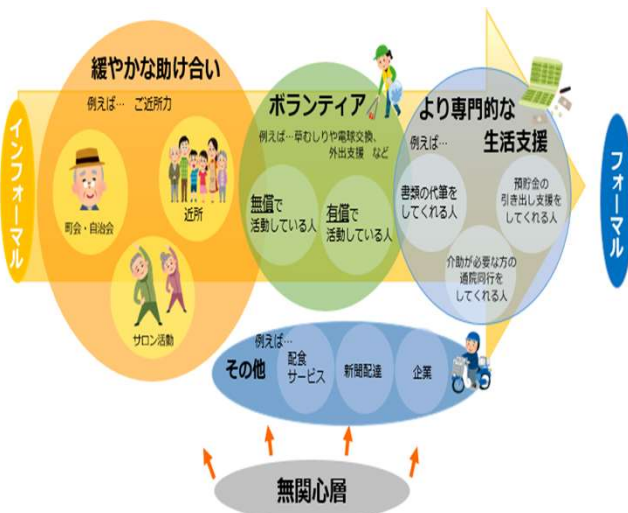 インフォーマル
緩やかな助け合い
例えば… ご近所力
町会・自治会
近所
サロン活動
ボランティア
例えば…草むしりや電球交換、
外出支援 など
無償で
活動している人
有償で
活動している人
より専門的な
生活支援
例えば…
書類の代筆を
してくれる人
預貯金の
引き出し支援を
してくれる人
介助が必要な方の
通院同行を
してくれる人
フォーマル
その他
例えば…
配食
サービス
新聞配達
企業
無関心層